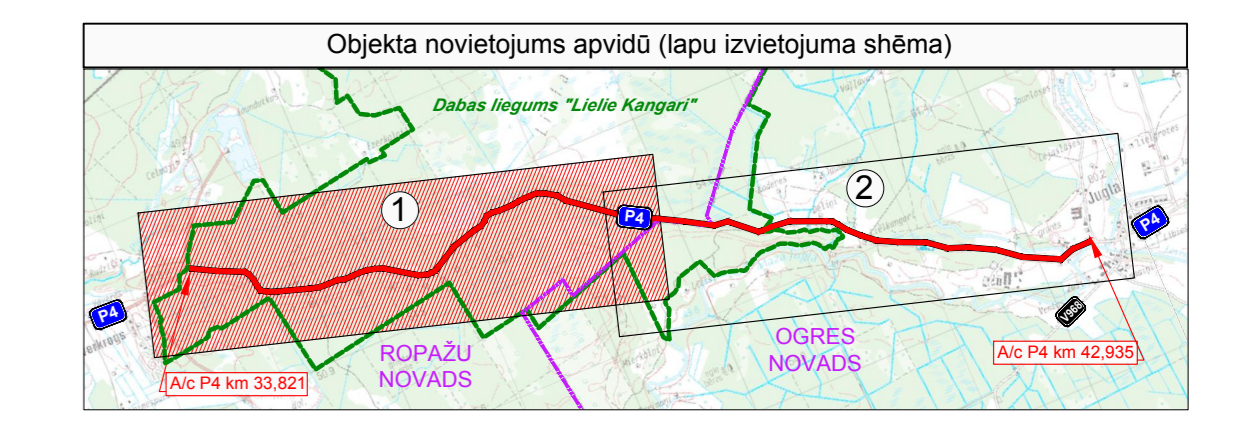 Objekta novietojums apvidū (lapu izvietojuma shēma)
Dabas liegums "Lielie Kangari"
1
2
P4
P4
P4
Jugla
V968
ROPAŽU
NOVADS
OGRES
NOVADS
A/c P4 km 33,821
A/c P4 km 42,935